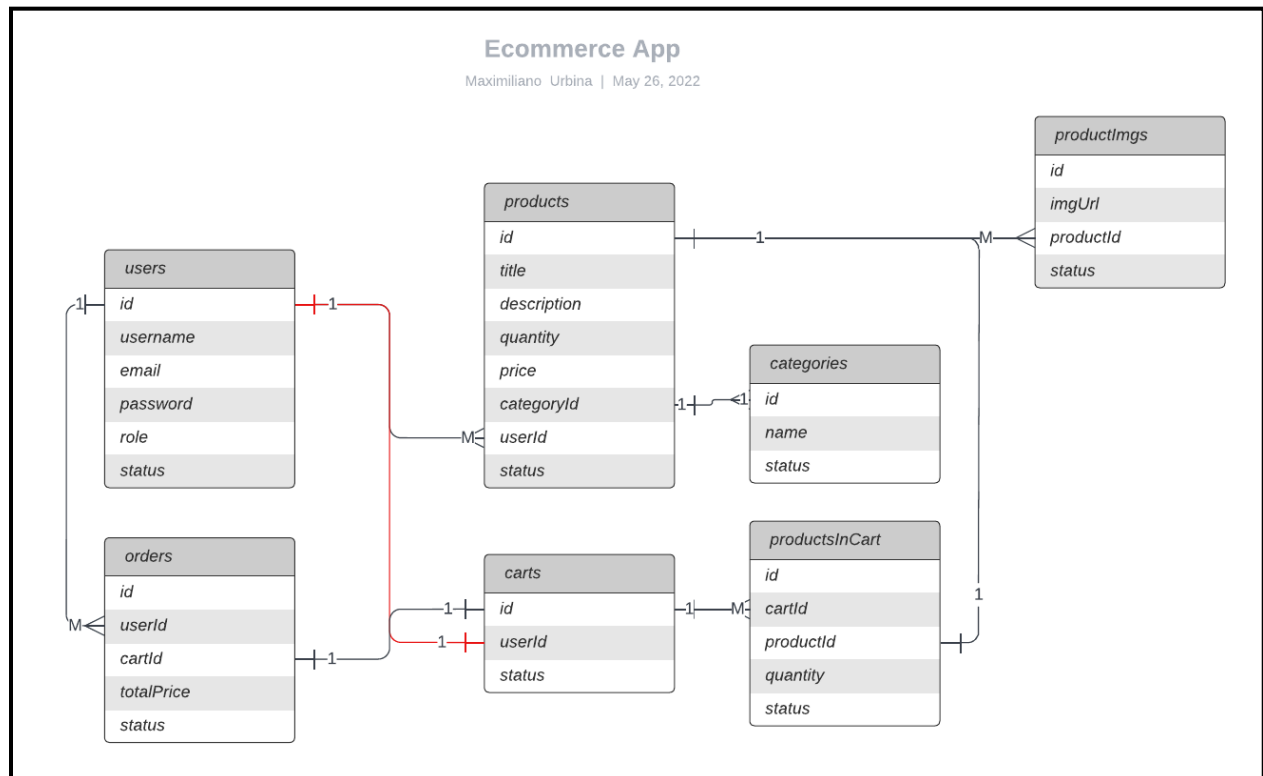 Ecommerce App
Maximiliano Urbina | May 26, 2022
productImgs
id
imgUrl
productId
status
products
id
title
description
quantity
price
categoryId
userId
status
1
M
users
id
username
email
password
role
status
1
1
M
categories
id
name
status
1
1
orders
id
userId
cartId
totalPrice
status
M
1
carts
id
userId
status
1
1
1
M
productsInCart
id
cartId
productId
quantity
status
1